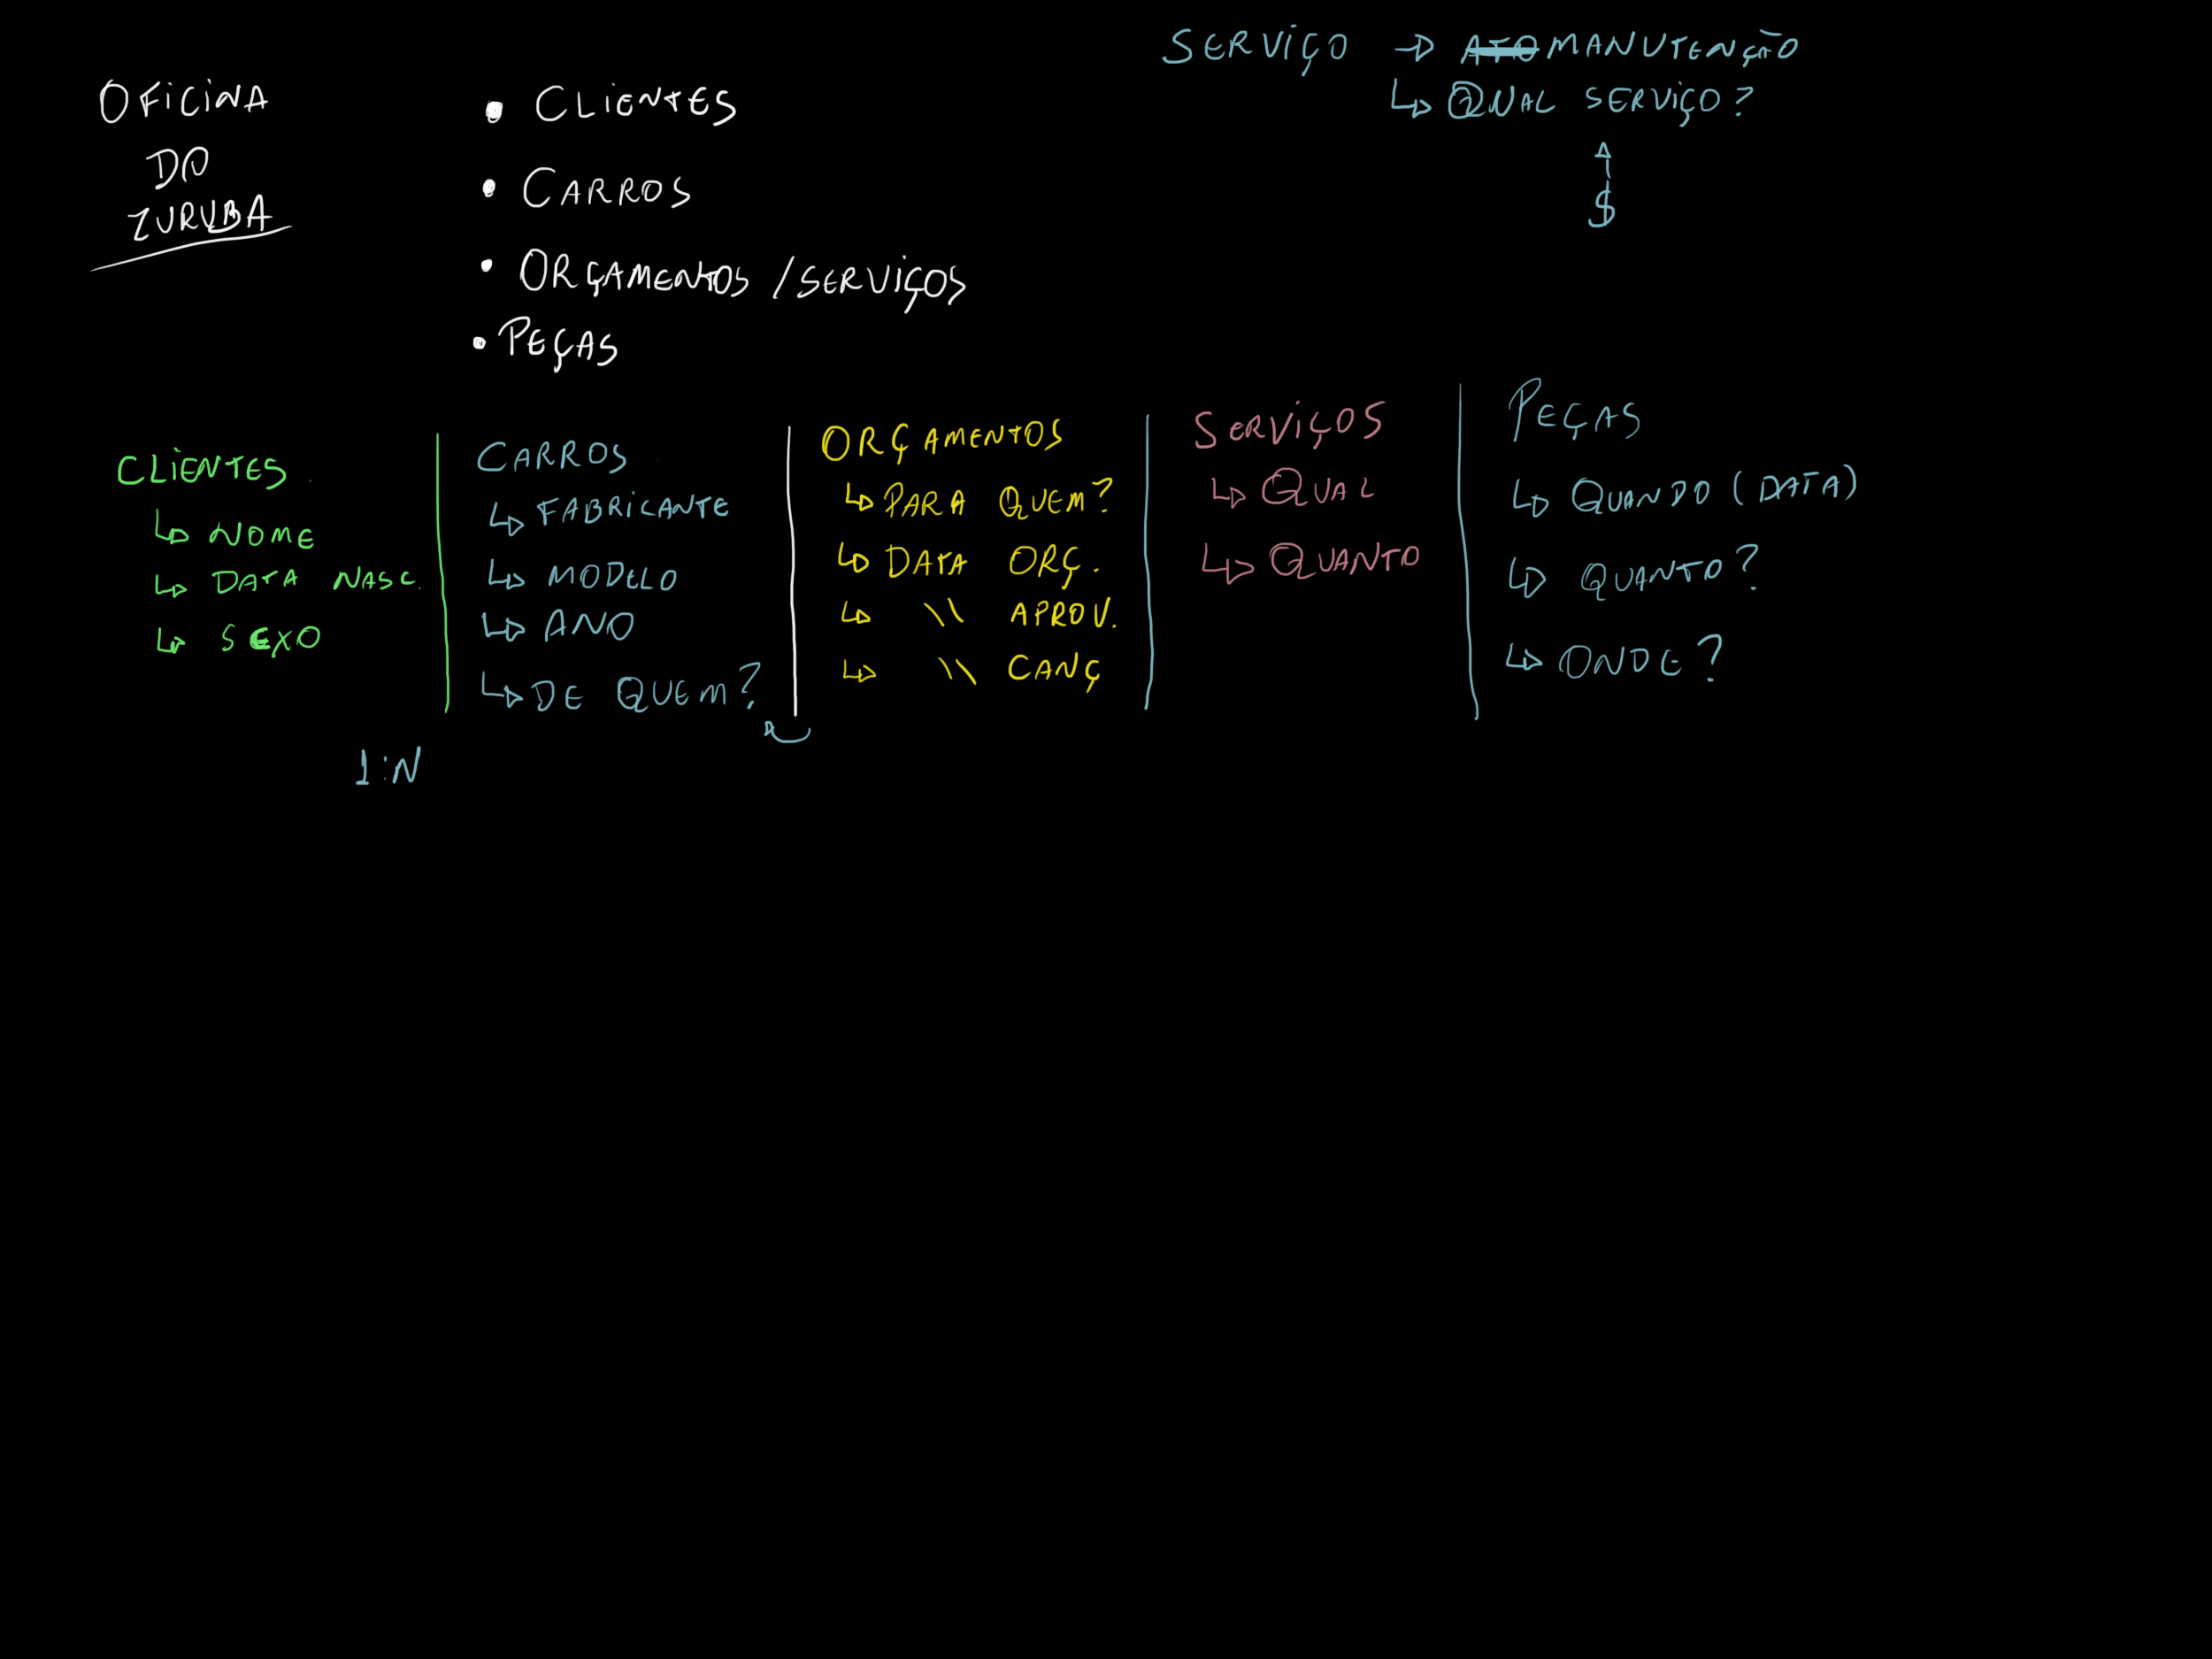 OFICINA
DO
ZURUBA
• CLIENTES
• CARROS
• ORÇAMENTOS / SERVIÇOS
• PEÇAS
SERVIÇO → ATO MANUTENÇÃO
↳ QUAL SERVIÇO?
↑
$
CLIENTES
↳ NOME
↳ DATA NASC.
↳ SEXO
CARROS
↳ FABRICANTE
↳ MODELO
↳ ANO
↳ DE QUEM?
ORÇAMENTOS
↳ PARA QUEM?
↳ DATA ORÇ.
↳ \\ APROV.
↳ \\ CANÇ
SERVIÇOS
↳ QUAL
↳ QUANTO
PEÇAS
↳ QUANDO (DATA)
↳ QUANTO?
↳ ONDE?
1:N